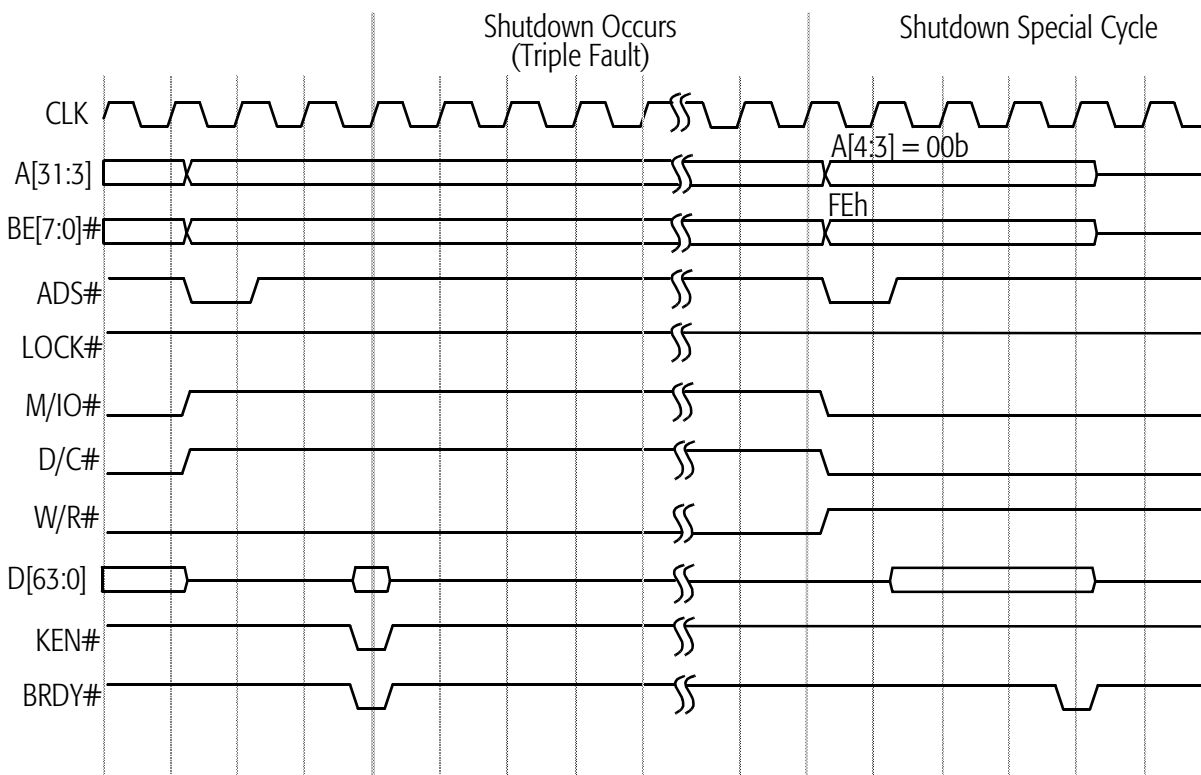 Shutdown Occurs
(Triple Fault)
Shutdown Special Cycle
CLK
A[4:3] = 00b
A[31:3]
FEh
BE[7:0]#
ADS#
LOCK#
M/IO#
D/C#
W/R#
D[63:0]
KEN#
BRDY#